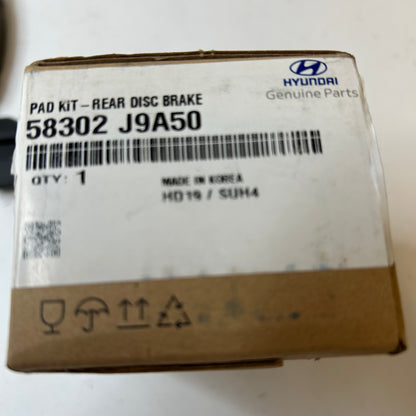 HYUNDAI
Genuine Parts
PAD KIT – REAR DISC BRAKE
58302 J9A50
QTY: 1
MADE IN KOREA
HD19 / SUH4